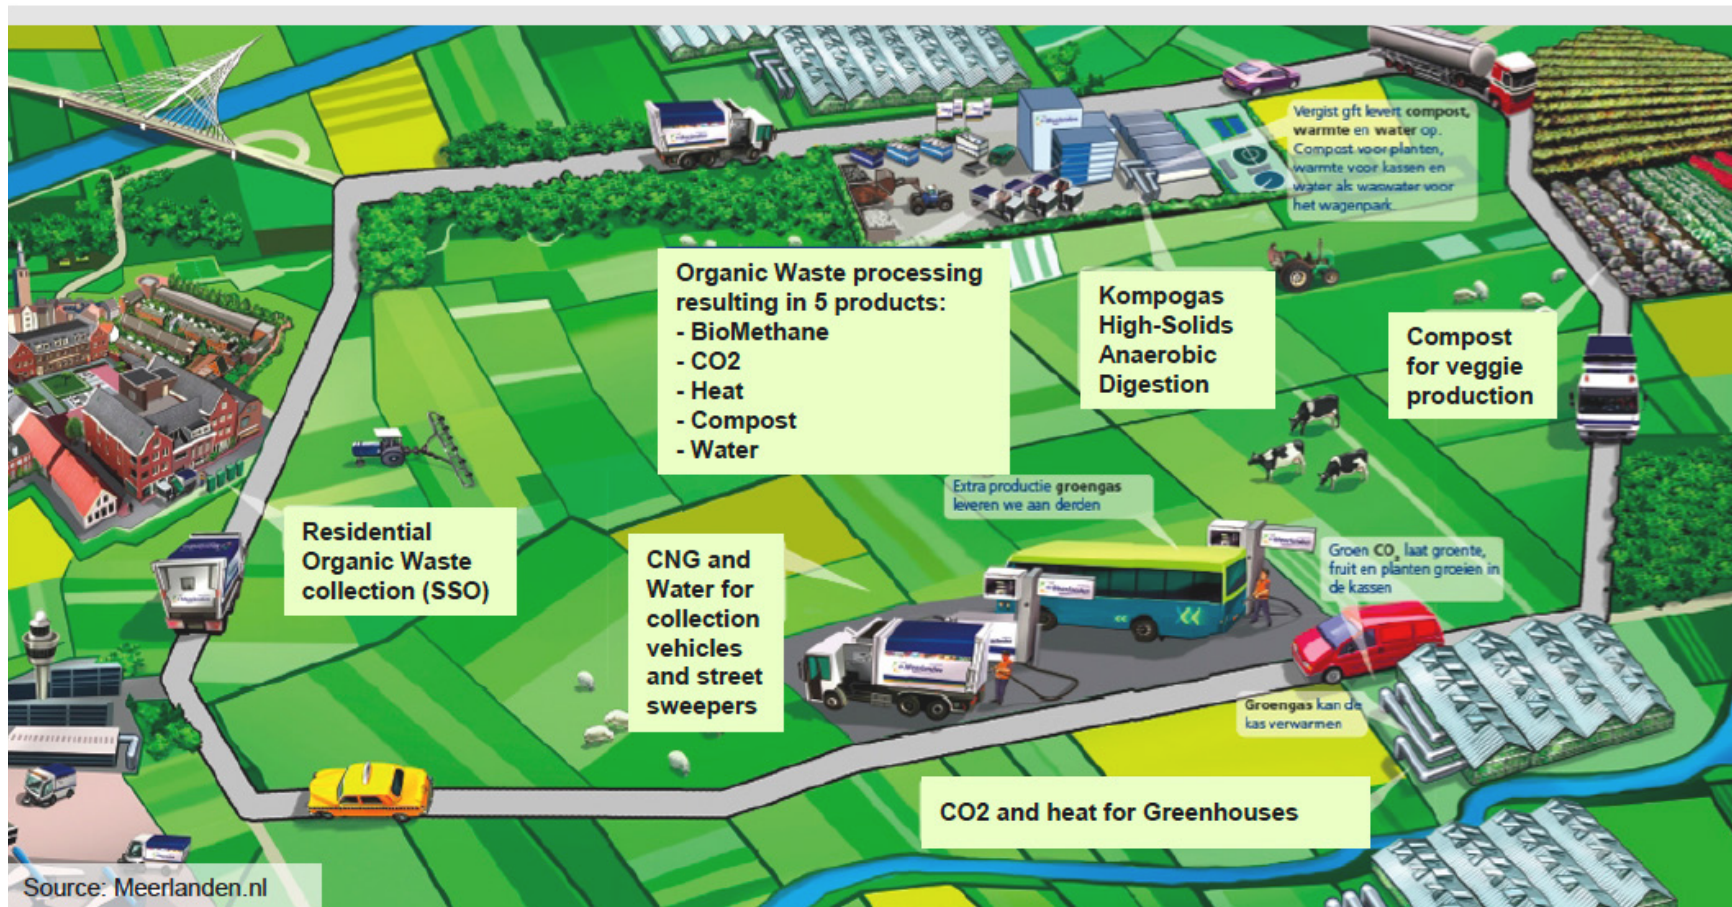 Vergist gft levert compost,
warmte en water op.
Compost voor planten,
warmte voor kassen en
water als waswater voor
het wagenpark.
Organic Waste processing
resulting in 5 products:
- BioMethane
- CO2
- Heat
- Compost
- Water
Kompogas
High-Solids
Anaerobic
Digestion
Compost
for veggie
production
Extra productie groengas
leveren we aan derden
Residential
Organic Waste
collection (SSO)
CNG and
Water for
collection
vehicles
and street
sweepers
Groen CO₂ laat groente,
fruit en planten groeien in
de kassen
Meerlanden
Meerlanden
Groengas kan de
kas verwarmen
CO2 and heat for Greenhouses
Source: Meerlanden.nl